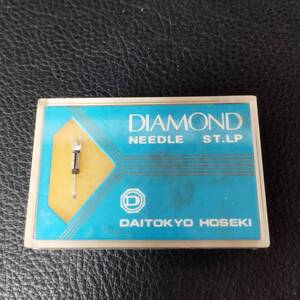 DIAMOND
NEEDLE ST.LP
D
DAITOKYO HOSEKI